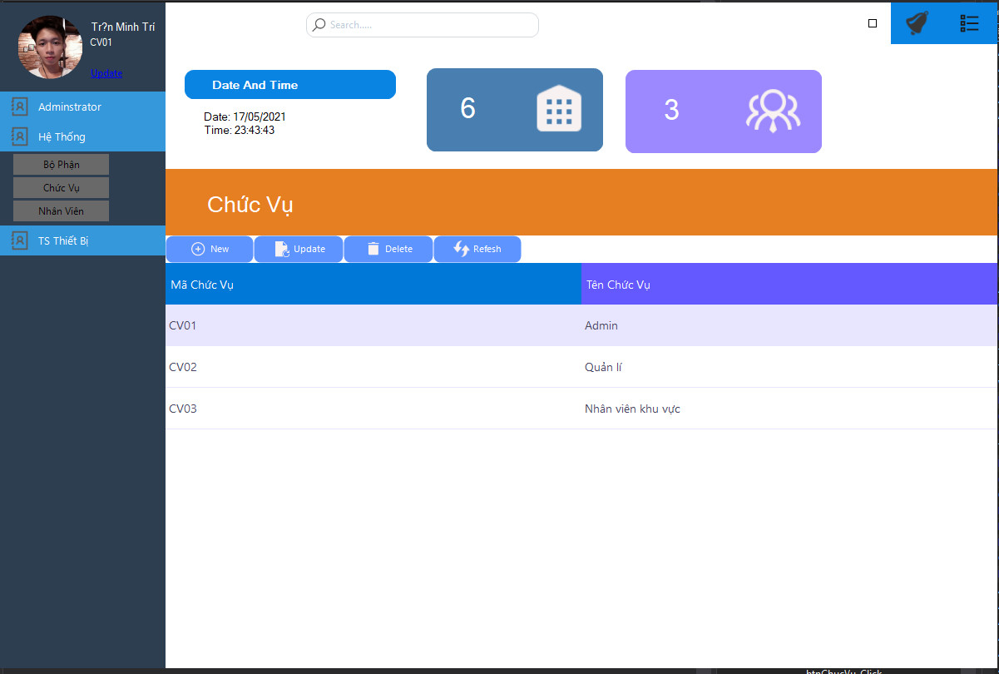 Tr?n Minh Trí
CV01
Update
Adminstrator
Hệ Thống
Bộ Phận
Chức Vụ
Nhân Viên
TS Thiết Bị
Search.....
Date And Time
Date: 17/05/2021
Time: 23:43:43
6
3
Chức Vụ
New Update Delete Refesh
Mã Chức Vụ Tên Chức Vụ
CV01 Admin
CV02 Quản lí
CV03 Nhân viên khu vực
btnChucVu_Click